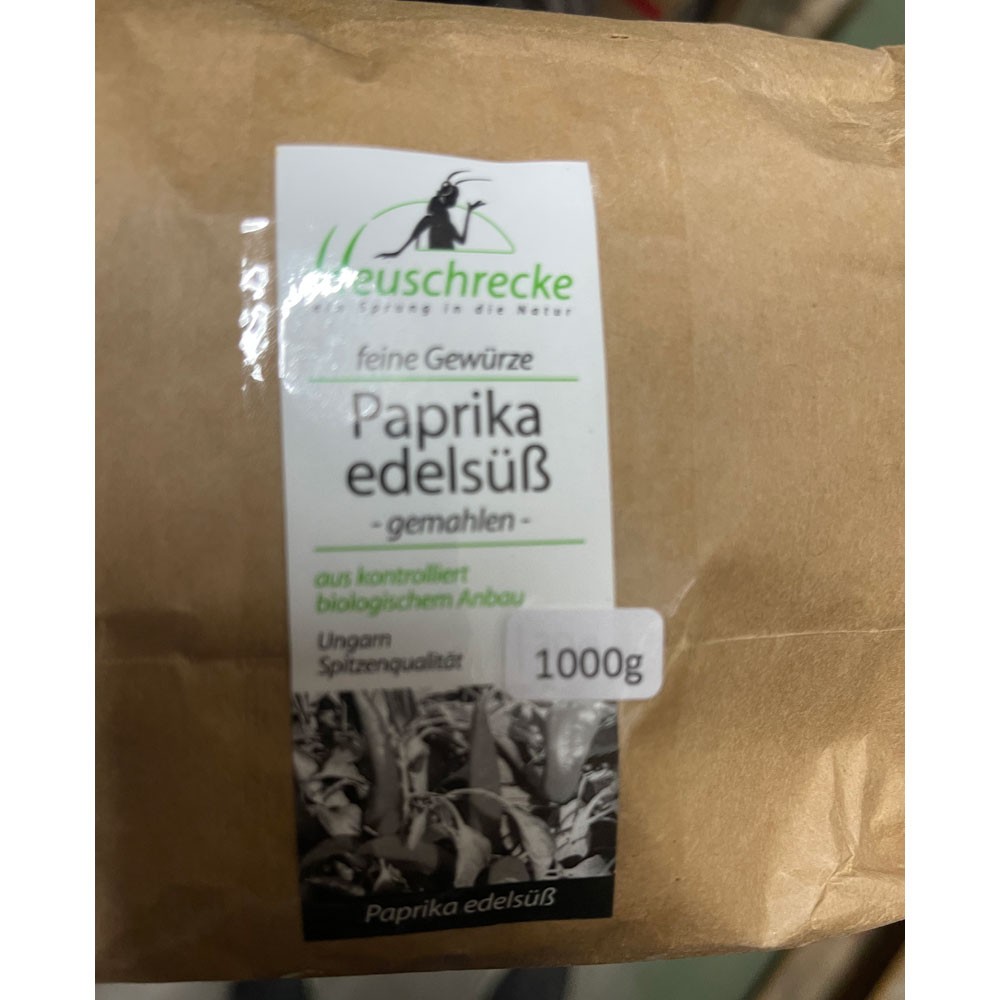 Heuschrecke
ein Sprung in die Natur
feine Gewürze
Paprika
edelsüß
- gemahlen -
aus kontrolliert
biologischem Anbau
Ungarn
Spitzenqualität
1000g
Paprika edelsüß